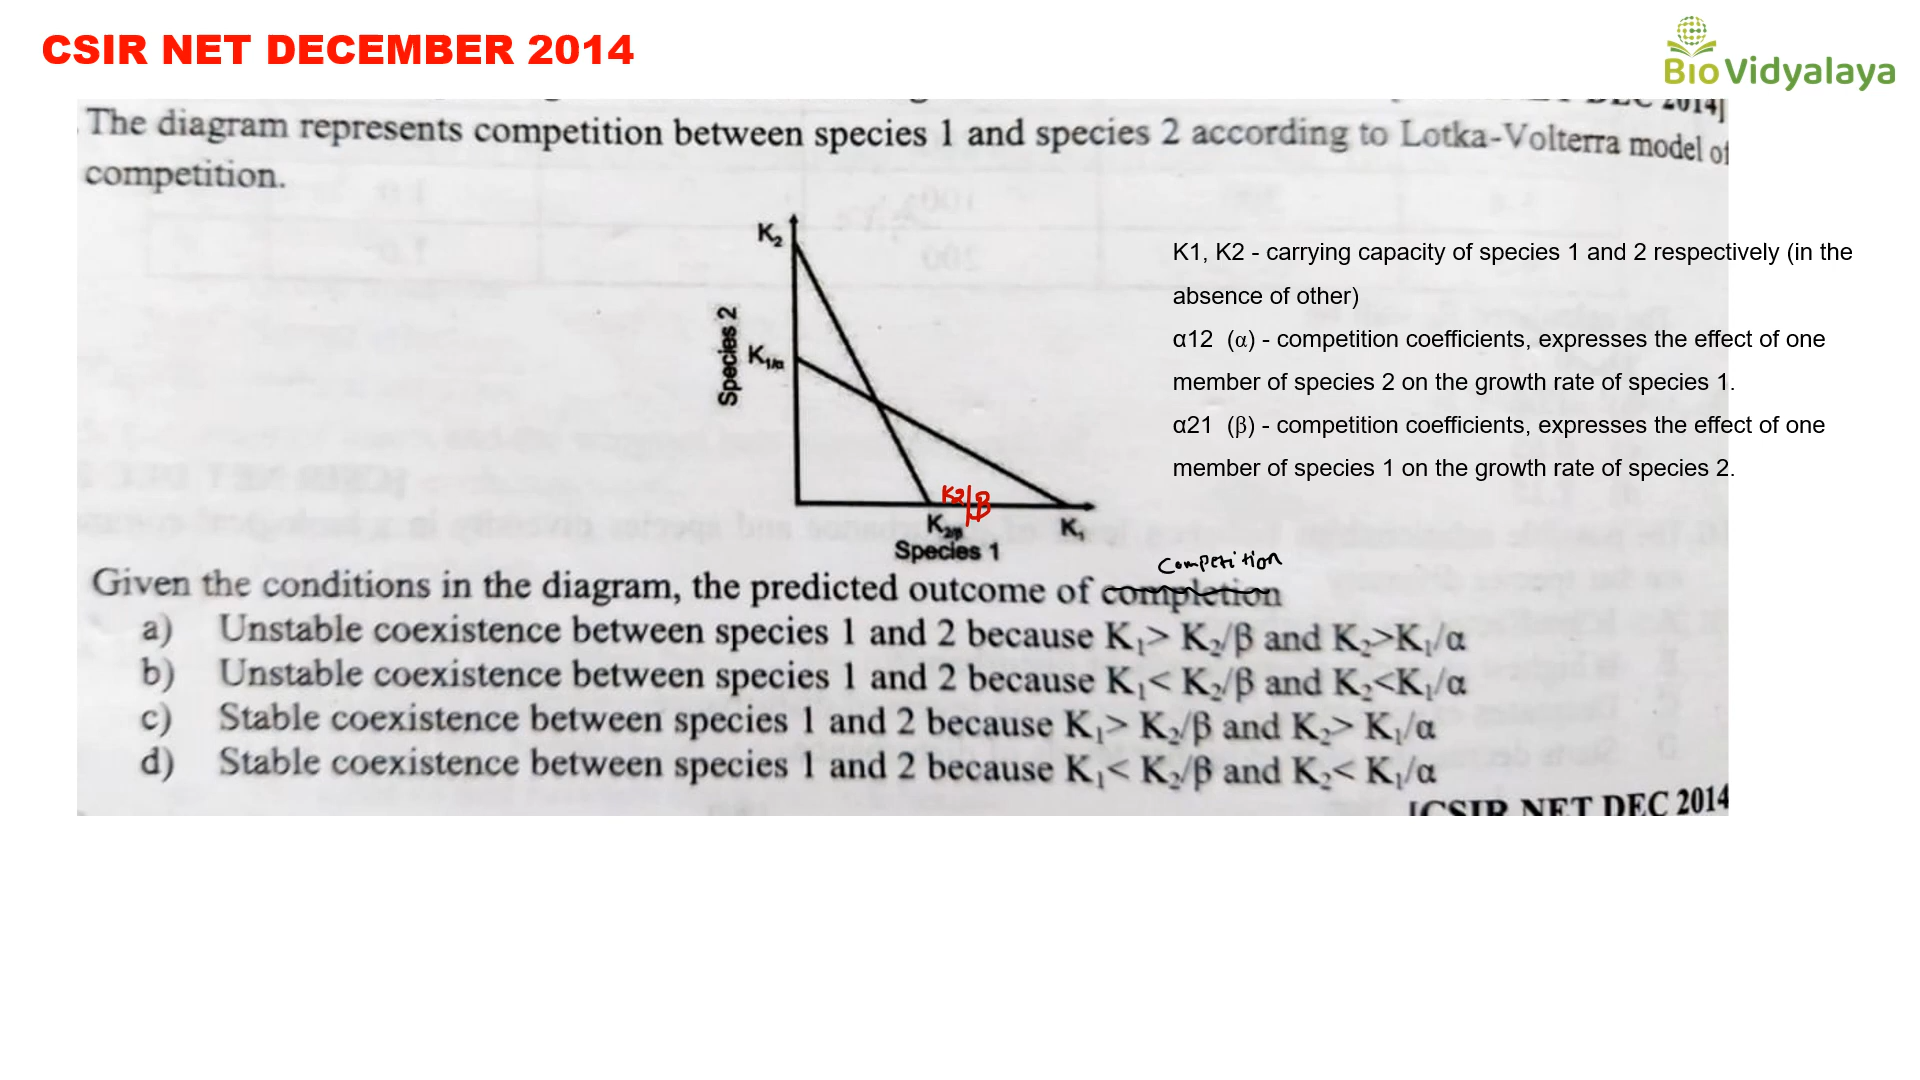 CSIR NET DECEMBER 2014
Bio Vidyalaya
2014]
The diagram represents competition between species 1 and species 2 according to Lotka-Volterra model of
competition.
K₂
Species 2
K₁/α
K2/β
K₂/β
K₁
Species 1
K1, K2 - carrying capacity of species 1 and 2 respectively (in the
absence of other)
α12 (α) - competition coefficients, expresses the effect of one
member of species 2 on the growth rate of species 1.
α21 (β) - competition coefficients, expresses the effect of one
member of species 1 on the growth rate of species 2.
competition
Given the conditions in the diagram, the predicted outcome of completion
a) Unstable coexistence between species 1 and 2 because K₁> K₂/β and K₂>K₁/α
b) Unstable coexistence between species 1 and 2 because K₁< K₂/β and K₂<K₁/α
c) Stable coexistence between species 1 and 2 because K₁> K₂/β and K₂> K₁/α
d) Stable coexistence between species 1 and 2 because K₁< K₂/β and K₂< K₁/α
[CSIR NET DEC 2014